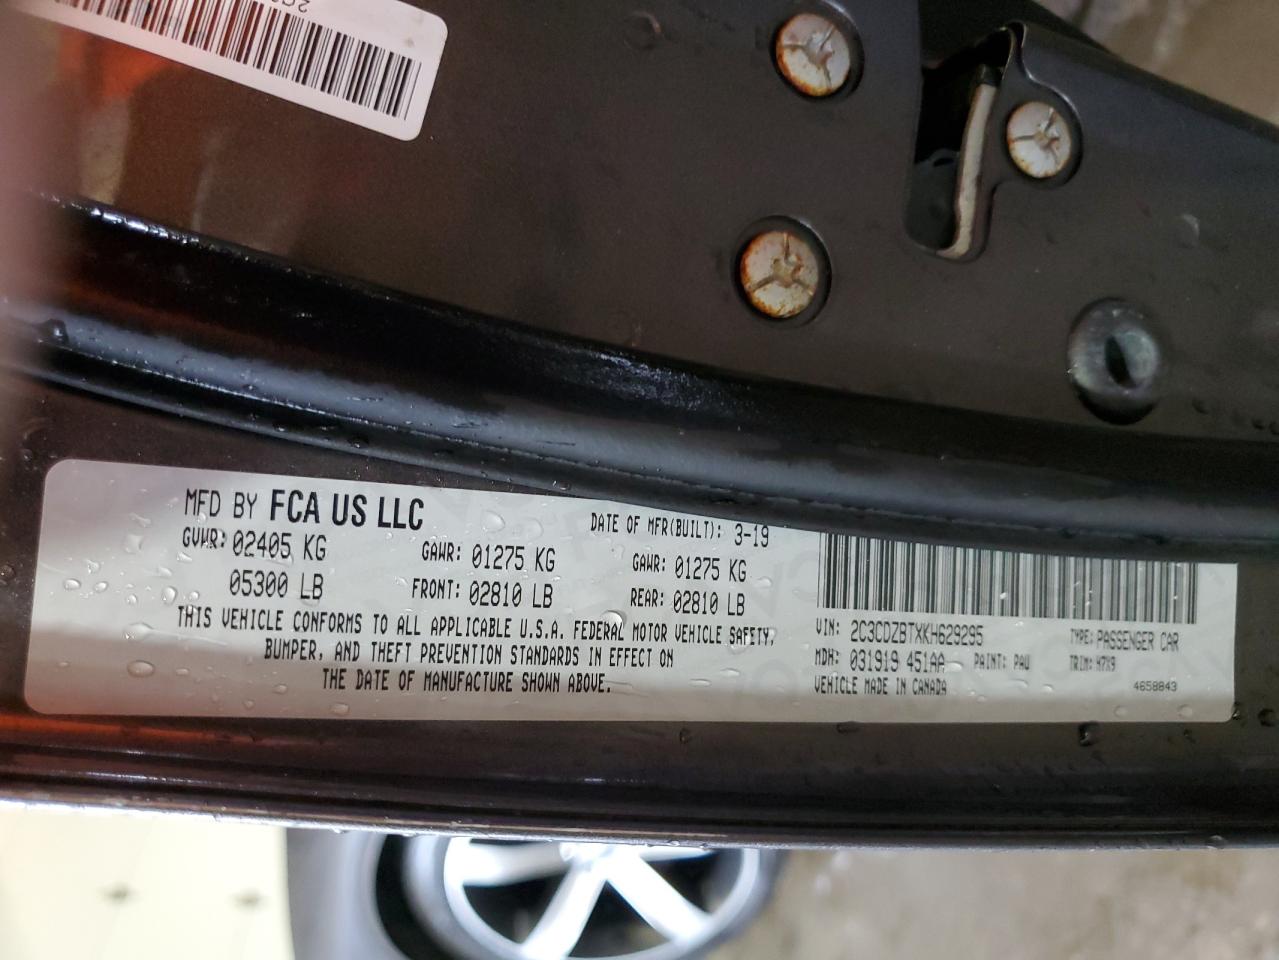 MFD BY FCA US LLC
DATE OF MFR(BUILT): 3-19
GVWR: 02405 KG GAWR: 01275 KG GAWR: 01275 KG
05300 LB FRONT: 02810 LB REAR: 02810 LB
THIS VEHICLE CONFORMS TO ALL APPLICABLE U.S.A. FEDERAL MOTOR VEHICLE SAFETY,
BUMPER, AND THEFT PREVENTION STANDARDS IN EFFECT ON
THE DATE OF MANUFACTURE SHOWN ABOVE.
VIN: 2C3CDZBTXKH629295 TYPE: PASSENGER CAR
MDH: 031919 451AA PAINT: PAU TRIM: H7X9
VEHICLE MADE IN CANADA 4658843